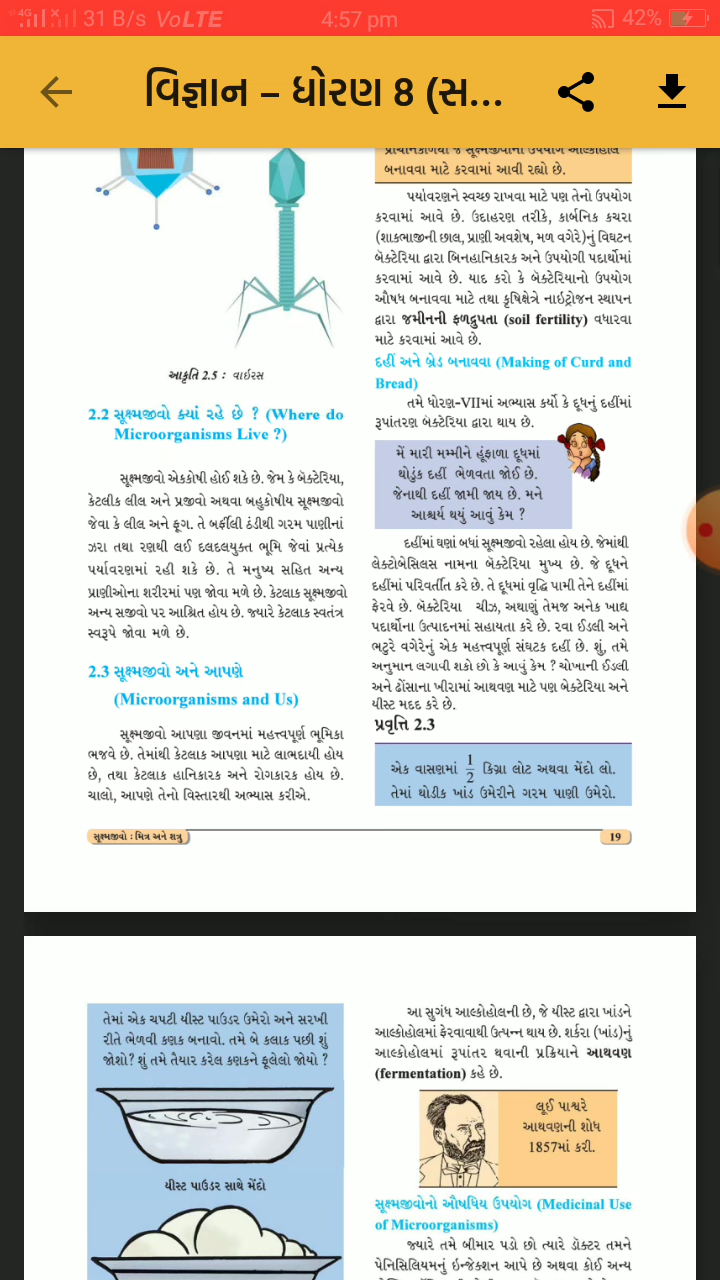 4G 31 B/s VoLTE 4:57 pm 42%
વિજ્ઞાન – ધોરણ 8 (સ...
આકૃતિ 2.5 : વાઇરસ
2.2 સૂક્ષ્મજીવો ક્યાં રહે છે ? (Where do
Microorganisms Live ?)
સૂક્ષ્મજીવો એકકોષી હોઈ શકે છે. જેમ કે બૅક્ટેરિયા,
કેટલીક લીલ અને પ્રજીવો અથવા બહુકોષીય સૂક્ષ્મજીવો
જેવા કે લીલ અને ફૂગ. તે બર્ફીલી ઠંડીથી ગરમ પાણીનાં
ઝરા તથા રણથી લઈ દલદલયુક્ત ભૂમિ જેવાં પ્રત્યેક
પર્યાવરણમાં રહી શકે છે. તે મનુષ્ય સહિત અન્ય
પ્રાણીઓના શરીરમાં પણ જોવા મળે છે. કેટલાક સૂક્ષ્મજીવો
અન્ય સજીવો પર આશ્રિત હોય છે. જ્યારે કેટલાક સ્વતંત્ર
સ્વરૂપે જોવા મળે છે.
2.3 સૂક્ષ્મજીવો અને આપણે
(Microorganisms and Us)
સૂક્ષ્મજીવો આપણા જીવનમાં મહત્ત્વપૂર્ણ ભૂમિકા
ભજવે છે. તેમાંથી કેટલાક આપણા માટે લાભદાયી હોય
છે, તથા કેટલાક હાનિકારક અને રોગકારક હોય છે.
ચાલો, આપણે તેનો વિસ્તારથી અભ્યાસ કરીએ.
પ્રાચીનકાળથી જ સૂક્ષ્મજીવોનો ઉપયોગ આલ્કોહોલ
બનાવવા માટે કરવામાં આવી રહ્યો છે.
પર્યાવરણને સ્વચ્છ રાખવા માટે પણ તેનો ઉપયોગ
કરવામાં આવે છે. ઉદાહરણ તરીકે, કાર્બનિક કચરા
(શાકભાજીની છાલ, પ્રાણી અવશેષ, મળ વગેરે)નું વિઘટન
બૅક્ટેરિયા દ્વારા બિનહાનિકારક અને ઉપયોગી પદાર્થોમાં
કરવામાં આવે છે. યાદ કરો કે બૅક્ટેરિયાનો ઉપયોગ
ઔષધ બનાવવા માટે તથા કૃષિક્ષેત્રે નાઇટ્રોજન સ્થાપન
દ્વારા જમીનની ફળદ્રુપતા (soil fertility) વધારવા
માટે કરવામાં આવે છે.
દહીં અને બ્રેડ બનાવવા (Making of Curd and
Bread)
તમે ધોરણ-VIIમાં અભ્યાસ કર્યો કે દૂધનું દહીંમાં
રૂપાંતરણ બૅક્ટેરિયા દ્વારા થાય છે.
મેં મારી મમ્મીને હૂંફાળા દૂધમાં
થોડુંક દહીં ભેળવતા જોઈ છે.
જેનાથી દહીં જામી જાય છે. મને
આશ્ચર્ય થયું આવું કેમ ?
દહીંમાં ઘણાં બધાં સૂક્ષ્મજીવો રહેલા હોય છે. જેમાંથી
લેક્ટોબેસિલસ નામના બૅક્ટેરિયા મુખ્ય છે. જે દૂધને
દહીંમાં પરિવર્તીત કરે છે. તે દૂધમાં વૃદ્ધિ પામી તેને દહીંમાં
ફેરવે છે. બૅક્ટેરિયા ચીઝ, અથાણું તેમજ અનેક ખાદ્ય
પદાર્થોના ઉત્પાદનમાં સહાયતા કરે છે. રવા ઈડલી અને
ભટુરે વગેરેનું એક મહત્ત્વપૂર્ણ સંઘટક દહીં છે. શું, તમે
અનુમાન લગાવી શકો છો કે આવું કેમ ? ચોખાની ઈડલી
અને ઢોંસાના ખીરામાં આથવણ માટે પણ બેક્ટેરિયા અને
યીસ્ટ મદદ કરે છે.
પ્રવૃત્તિ 2.3
એક વાસણમાં 1/2 કિગ્રા લોટ અથવા મેંદો લો.
તેમાં થોડીક ખાંડ ઉમેરીને ગરમ પાણી ઉમેરો.
સૂક્ષ્મજીવો : મિત્ર અને શત્રુ
19
તેમાં એક ચપટી યીસ્ટ પાઉડર ઉમેરો અને સરખી
રીતે ભેળવી કણક બનાવો. તમે બે કલાક પછી શું
જોશો? શું તમે તૈયાર કરેલ કણકને ફૂલેલો જોયો ?
યીસ્ટ પાઉડર સાથે મેંદો
આ સુગંધ આલ્કોહોલની છે, જે યીસ્ટ દ્વારા ખાંડને
આલ્કોહોલમાં ફેરવાવાથી ઉત્પન્ન થાય છે. શર્કરા (ખાંડ)નું
આલ્કોહોલમાં રૂપાંતર થવાની પ્રક્રિયાને આથવણ
(fermentation) કહે છે.
લૂઈ પાશ્ચરે
આથવણની શોધ
1857માં કરી.
સૂક્ષ્મજીવોનો ઔષધિય ઉપયોગ (Medicinal Use
of Microorganisms)
જ્યારે તમે બીમાર પડો છો ત્યારે ડૉક્ટર તમને
પેનિસિલિયમનું ઇન્જેક્શન આપે છે અથવા કોઈ અન્ય